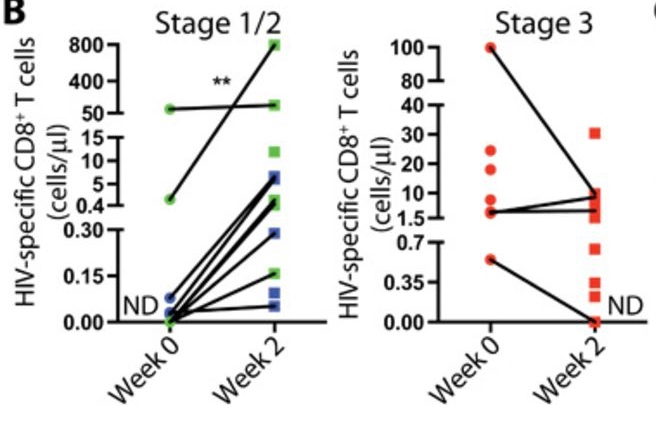 B
Stage 1/2
HIV-specific CD8⁺ T cells
(cells/µl)
800
400
50
15
10
5
0.4
0.30
0.15
0.00
**
ND
Week 0
Week 2
Stage 3
HIV-specific CD8⁺ T cells
(cells/µl)
100
80
40
30
20
10
1.5
0.7
0.35
0.00
ND
Week 0
Week 2